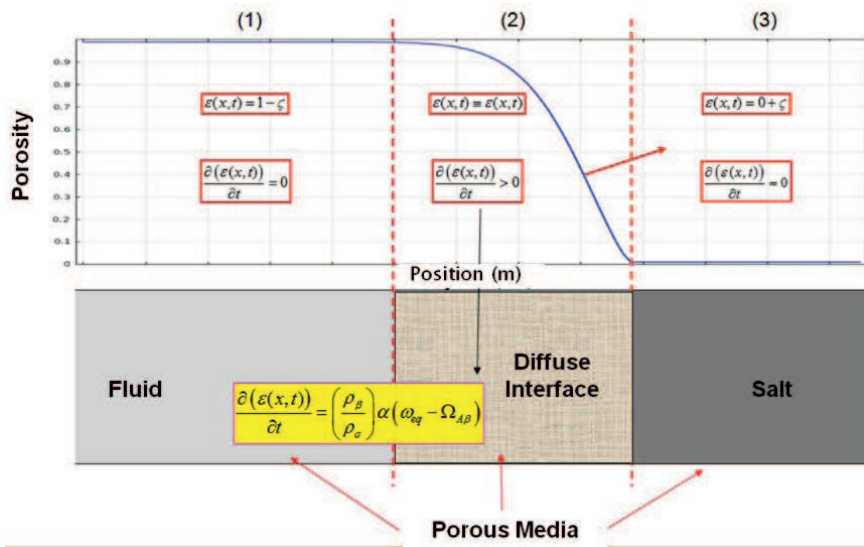 (1) (2) (3)
0.9
0.8
0.7
0.6
0.5
0.4
0.3
0.2
0.1
0
Porosity
ε(x,t)=1−ς
ε(x,t)=ε(x,t)
ε(x,t)=0+ς
∂(ε(x,t))/∂t=0
∂(ε(x,t))/∂t>0
∂(ε(x,t))/∂t=0
Position (m)
Fluid
Diffuse
Interface
Salt
∂(ε(x,t))/∂t=(ρβ/ρσ)α(ωeq−ΩAβ)
Porous Media